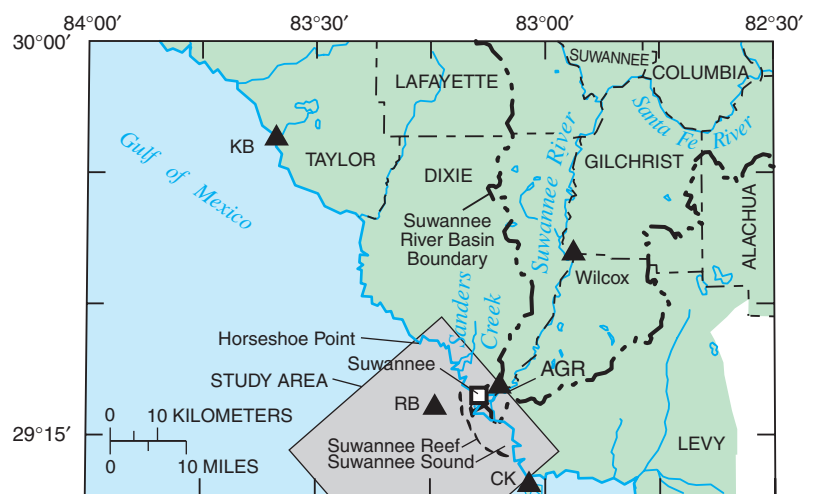 84°00′ 83°30′ 83°00′ 82°30′
30°00′
SUWANNEE
COLUMBIA
LAFAYETTE
Santa Fe River
KB
TAYLOR
GILCHRIST
DIXIE
Gulf of Mexico
Suwannee River
ALACHUA
Suwannee
River Basin
Boundary
Wilcox
Sanders
Creek
Horseshoe Point
Suwannee
AGR
STUDY AREA
RB
0 10 KILOMETERS
29°15′
0 10 MILES
Suwannee Reef
Suwannee Sound
LEVY
CK